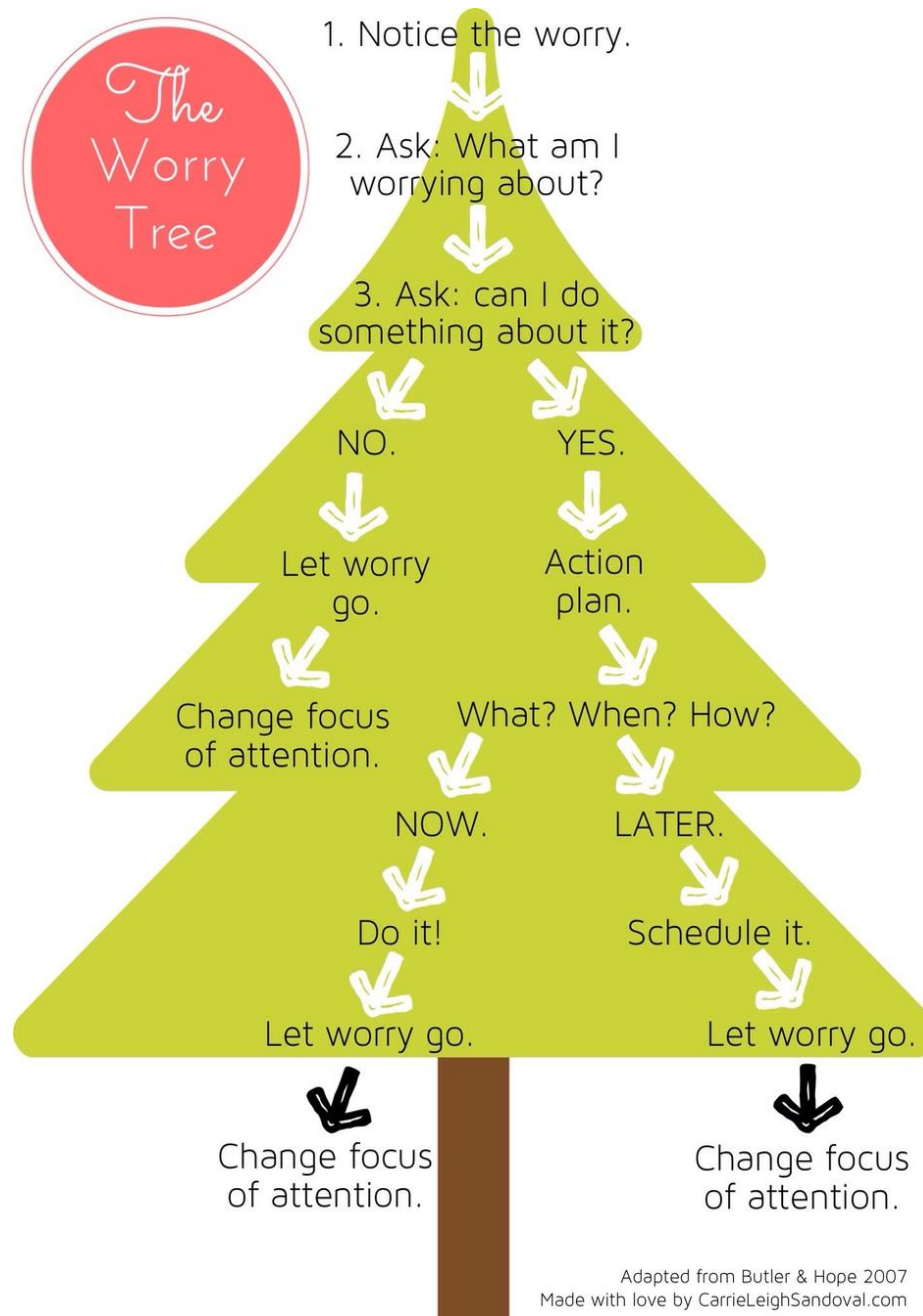 The
Worry
Tree
1. Notice the worry.
2. Ask: What am I
worrying about?
3. Ask: can I do
something about it?
NO.
YES.
Let worry
go.
Action
plan.
Change focus
of attention.
What? When? How?
NOW.
LATER.
Do it!
Schedule it.
Let worry go.
Let worry go.
Change focus
of attention.
Change focus
of attention.
Adapted from Butler & Hope 2007
Made with love by CarrieLeighSandoval.com